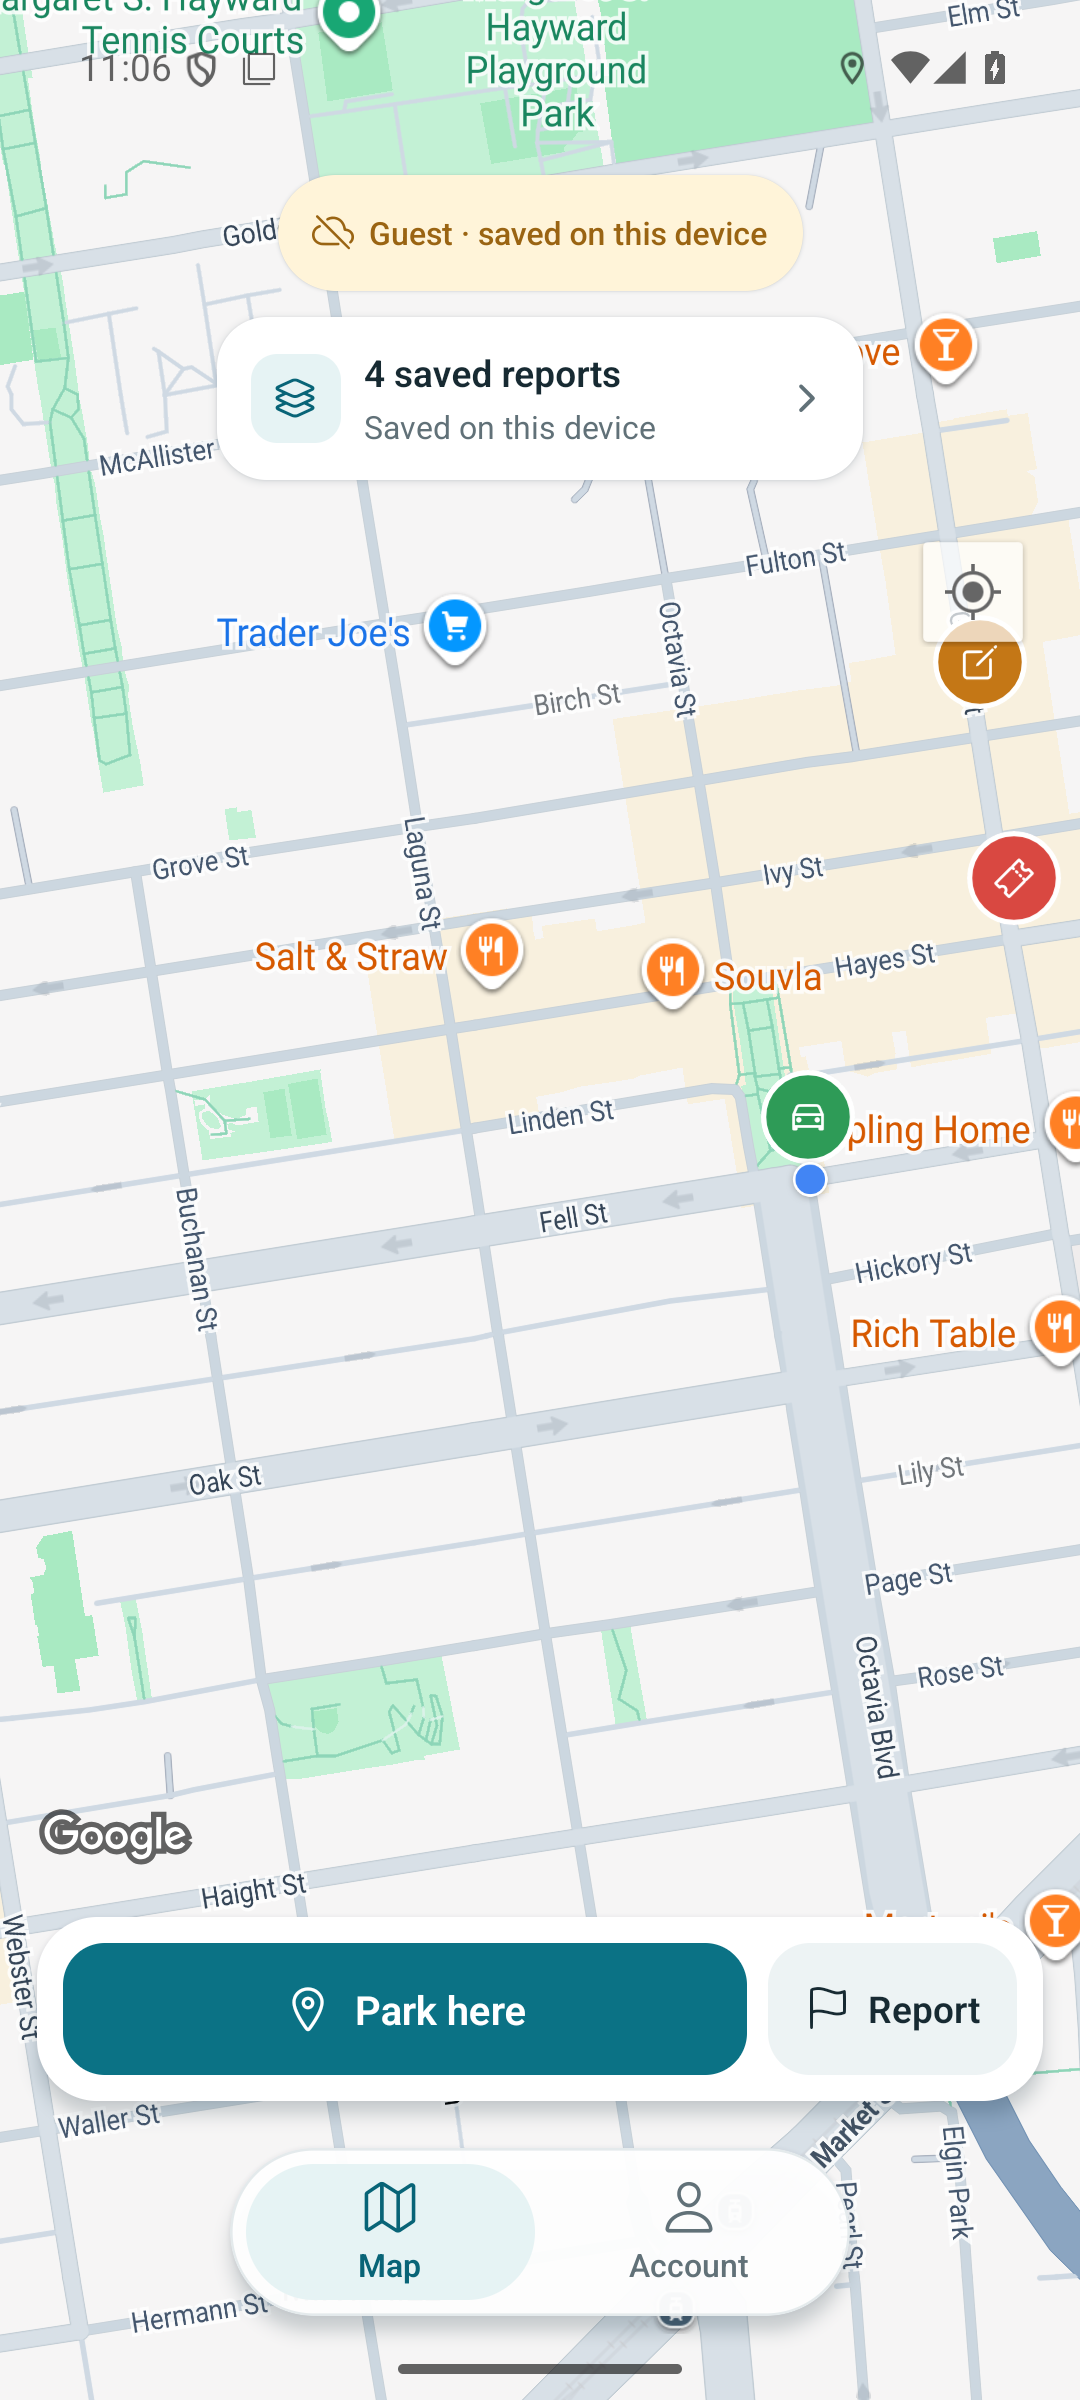 Tennis Courts
Hayward
Playground
Park
Elm St
11:06
Gold
Guest · saved on this device
4 saved reports
Saved on this device
McAllister
Fulton St
Trader Joe's
Octavia St
Birch St
Laguna St
Grove St
Ivy St
Salt & Straw
Souvla
Hayes St
Linden St
pling Home
Buchanan St
Fell St
Hickory St
Rich Table
Oak St
Lily St
Page St
Octavia Blvd
Rose St
Google
Haight St
Webster St
Park here
Report
Waller St
Market
Elgin Park
Pearl St
Map
Account
Hermann St